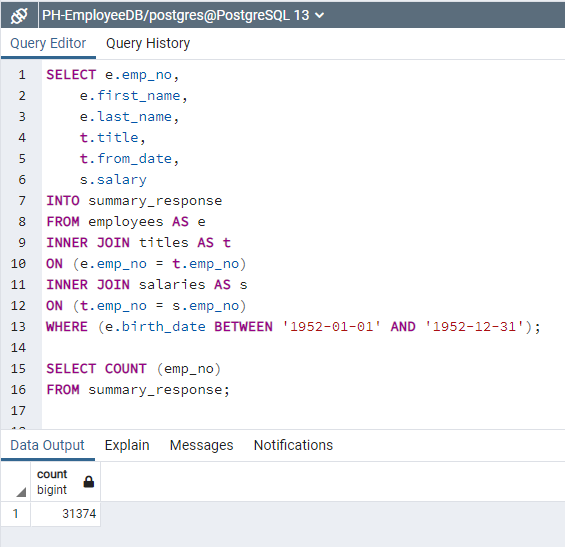 PH-EmployeeDB/postgres@PostgreSQL 13
Query Editor Query History
1 SELECT e.emp_no,
2 e.first_name,
3 e.last_name,
4 t.title,
5 t.from_date,
6 s.salary
7 INTO summary_response
8 FROM employees AS e
9 INNER JOIN titles AS t
10 ON (e.emp_no = t.emp_no)
11 INNER JOIN salaries AS s
12 ON (t.emp_no = s.emp_no)
13 WHERE (e.birth_date BETWEEN '1952-01-01' AND '1952-12-31');
14
15 SELECT COUNT (emp_no)
16 FROM summary_response;
17
Data Output Explain Messages Notifications
count
bigint
1 31374